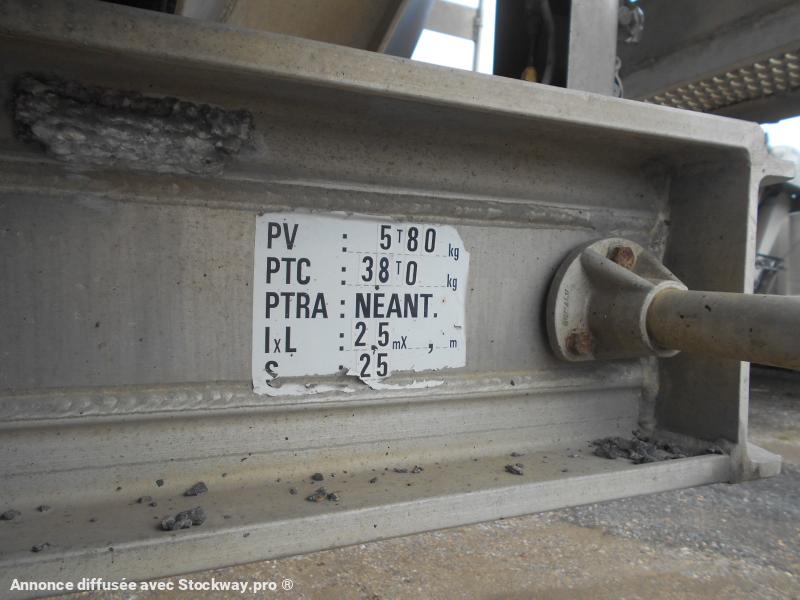 PV : 5T80 kg
PTC : 38T0 kg
PTRA : NEANT.
IxL : 2,5 mX , m
S : 25
Annonce diffusée avec Stockway.pro ®